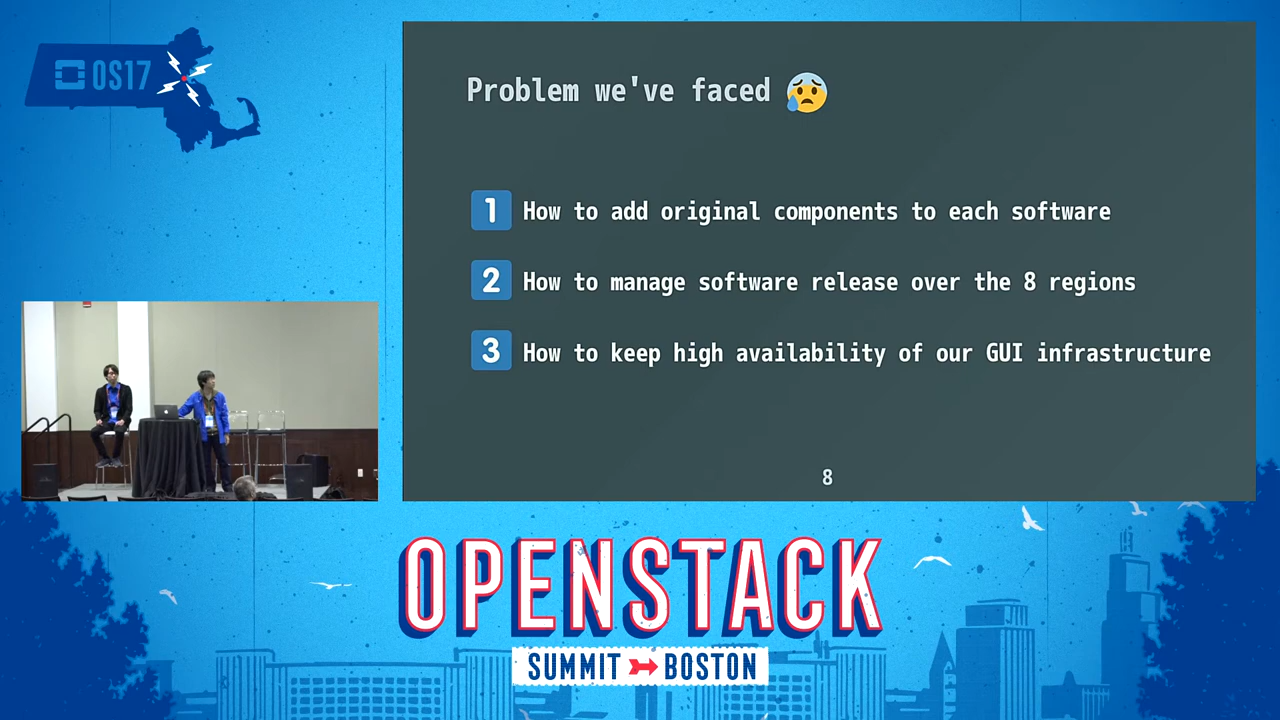 OS17
Problem we've faced 😰
1 How to add original components to each software
2 How to manage software release over the 8 regions
3 How to keep high availability of our GUI infrastructure
8
OPENSTACK
SUMMIT BOSTON